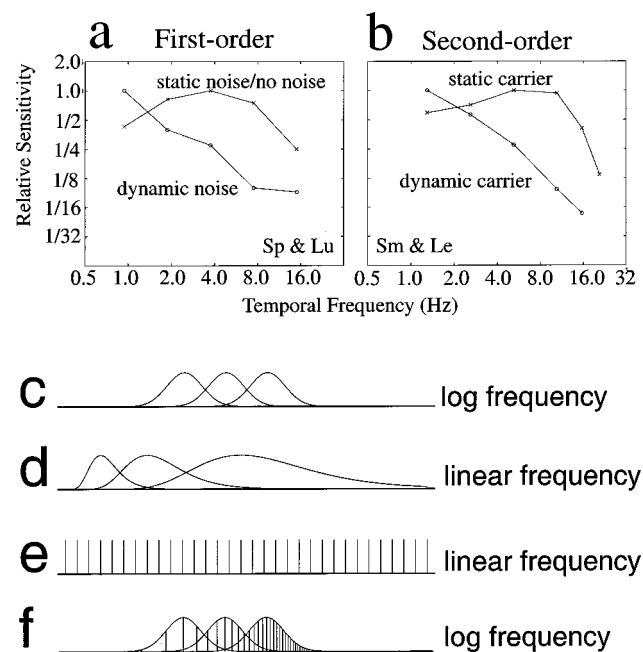 a First-order
b Second-order
Relative Sensitivity
2.0
1.0
1/2
1/4
1/8
1/16
1/32
static noise/no noise
dynamic noise
Sp & Lu
static carrier
dynamic carrier
Sm & Le
0.5 1.0 2.0 4.0 8.0 16.0
0.5 1.0 2.0 4.0 8.0 16.0 32
Temporal Frequency (Hz)
c log frequency
d linear frequency
e linear frequency
f log frequency